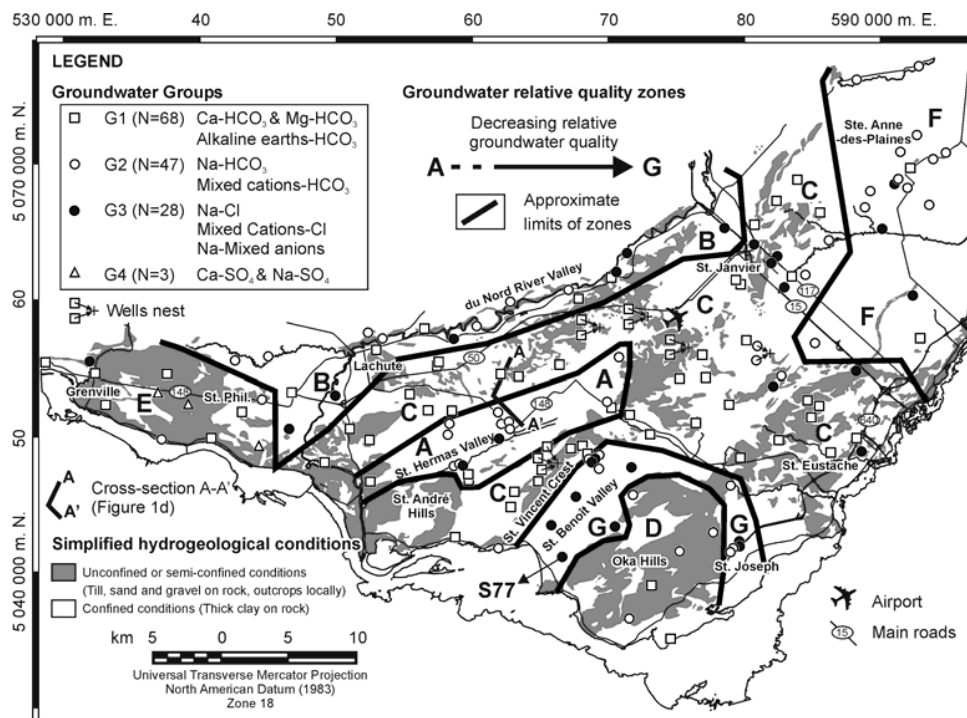 530 000 m. E.
40
50
60
70
80
590 000 m. E.
5 070 000 m. N.
60
50
5 040 000 m. N.
LEGEND
Groundwater Groups
G1 (N=68) Ca-HCO₃ & Mg-HCO₃
Alkaline earths-HCO₃
G2 (N=47) Na-HCO₃
Mixed cations-HCO₃
G3 (N=28) Na-Cl
Mixed Cations-Cl
Na-Mixed anions
G4 (N=3) Ca-SO₄ & Na-SO₄
Wells nest
Groundwater relative quality zones
Decreasing relative
groundwater quality
A G
Approximate
limits of zones
Ste. Anne
-des-Plaines
F
C
B
St. Janvier
du Nord River Valley
C
117
15
F
Lachute
50
A
A
B
Grenville
148
St. Phil.
E
C
148
A'
A
St. Hermas Valley
C
640
St. Eustache
A
A'
Cross-section A-A'
(Figure 1d)
St. André
Hills
C
St. Vincent Crest
St. Benoit Valley
G
D
G
Oka Hills
St. Joseph
S77
Simplified hydrogeological conditions
Unconfined or semi-confined conditions
(Till, sand and gravel on rock, outcrops locally)
Confined conditions (Thick clay on rock)
km 5 0 5 10
Universal Transverse Mercator Projection
North American Datum (1983)
Zone 18
Airport
15 Main roads